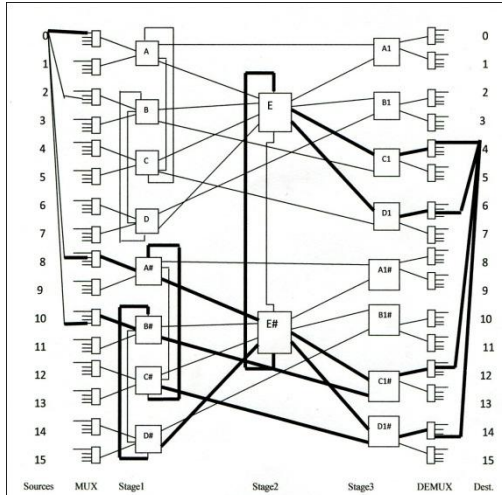 0 A A1 0
1 1
2 B E B1 2
3 3
4 C C1 4
5 5
6 D D1 6
7 7
8 A# A1# 8
9 9
10 B# E# B1# 10
11 11
12 C# C1# 12
13 13
14 D# D1# 14
15 15
Sources MUX Stage1 Stage2 Stage3 DEMUX Dest.